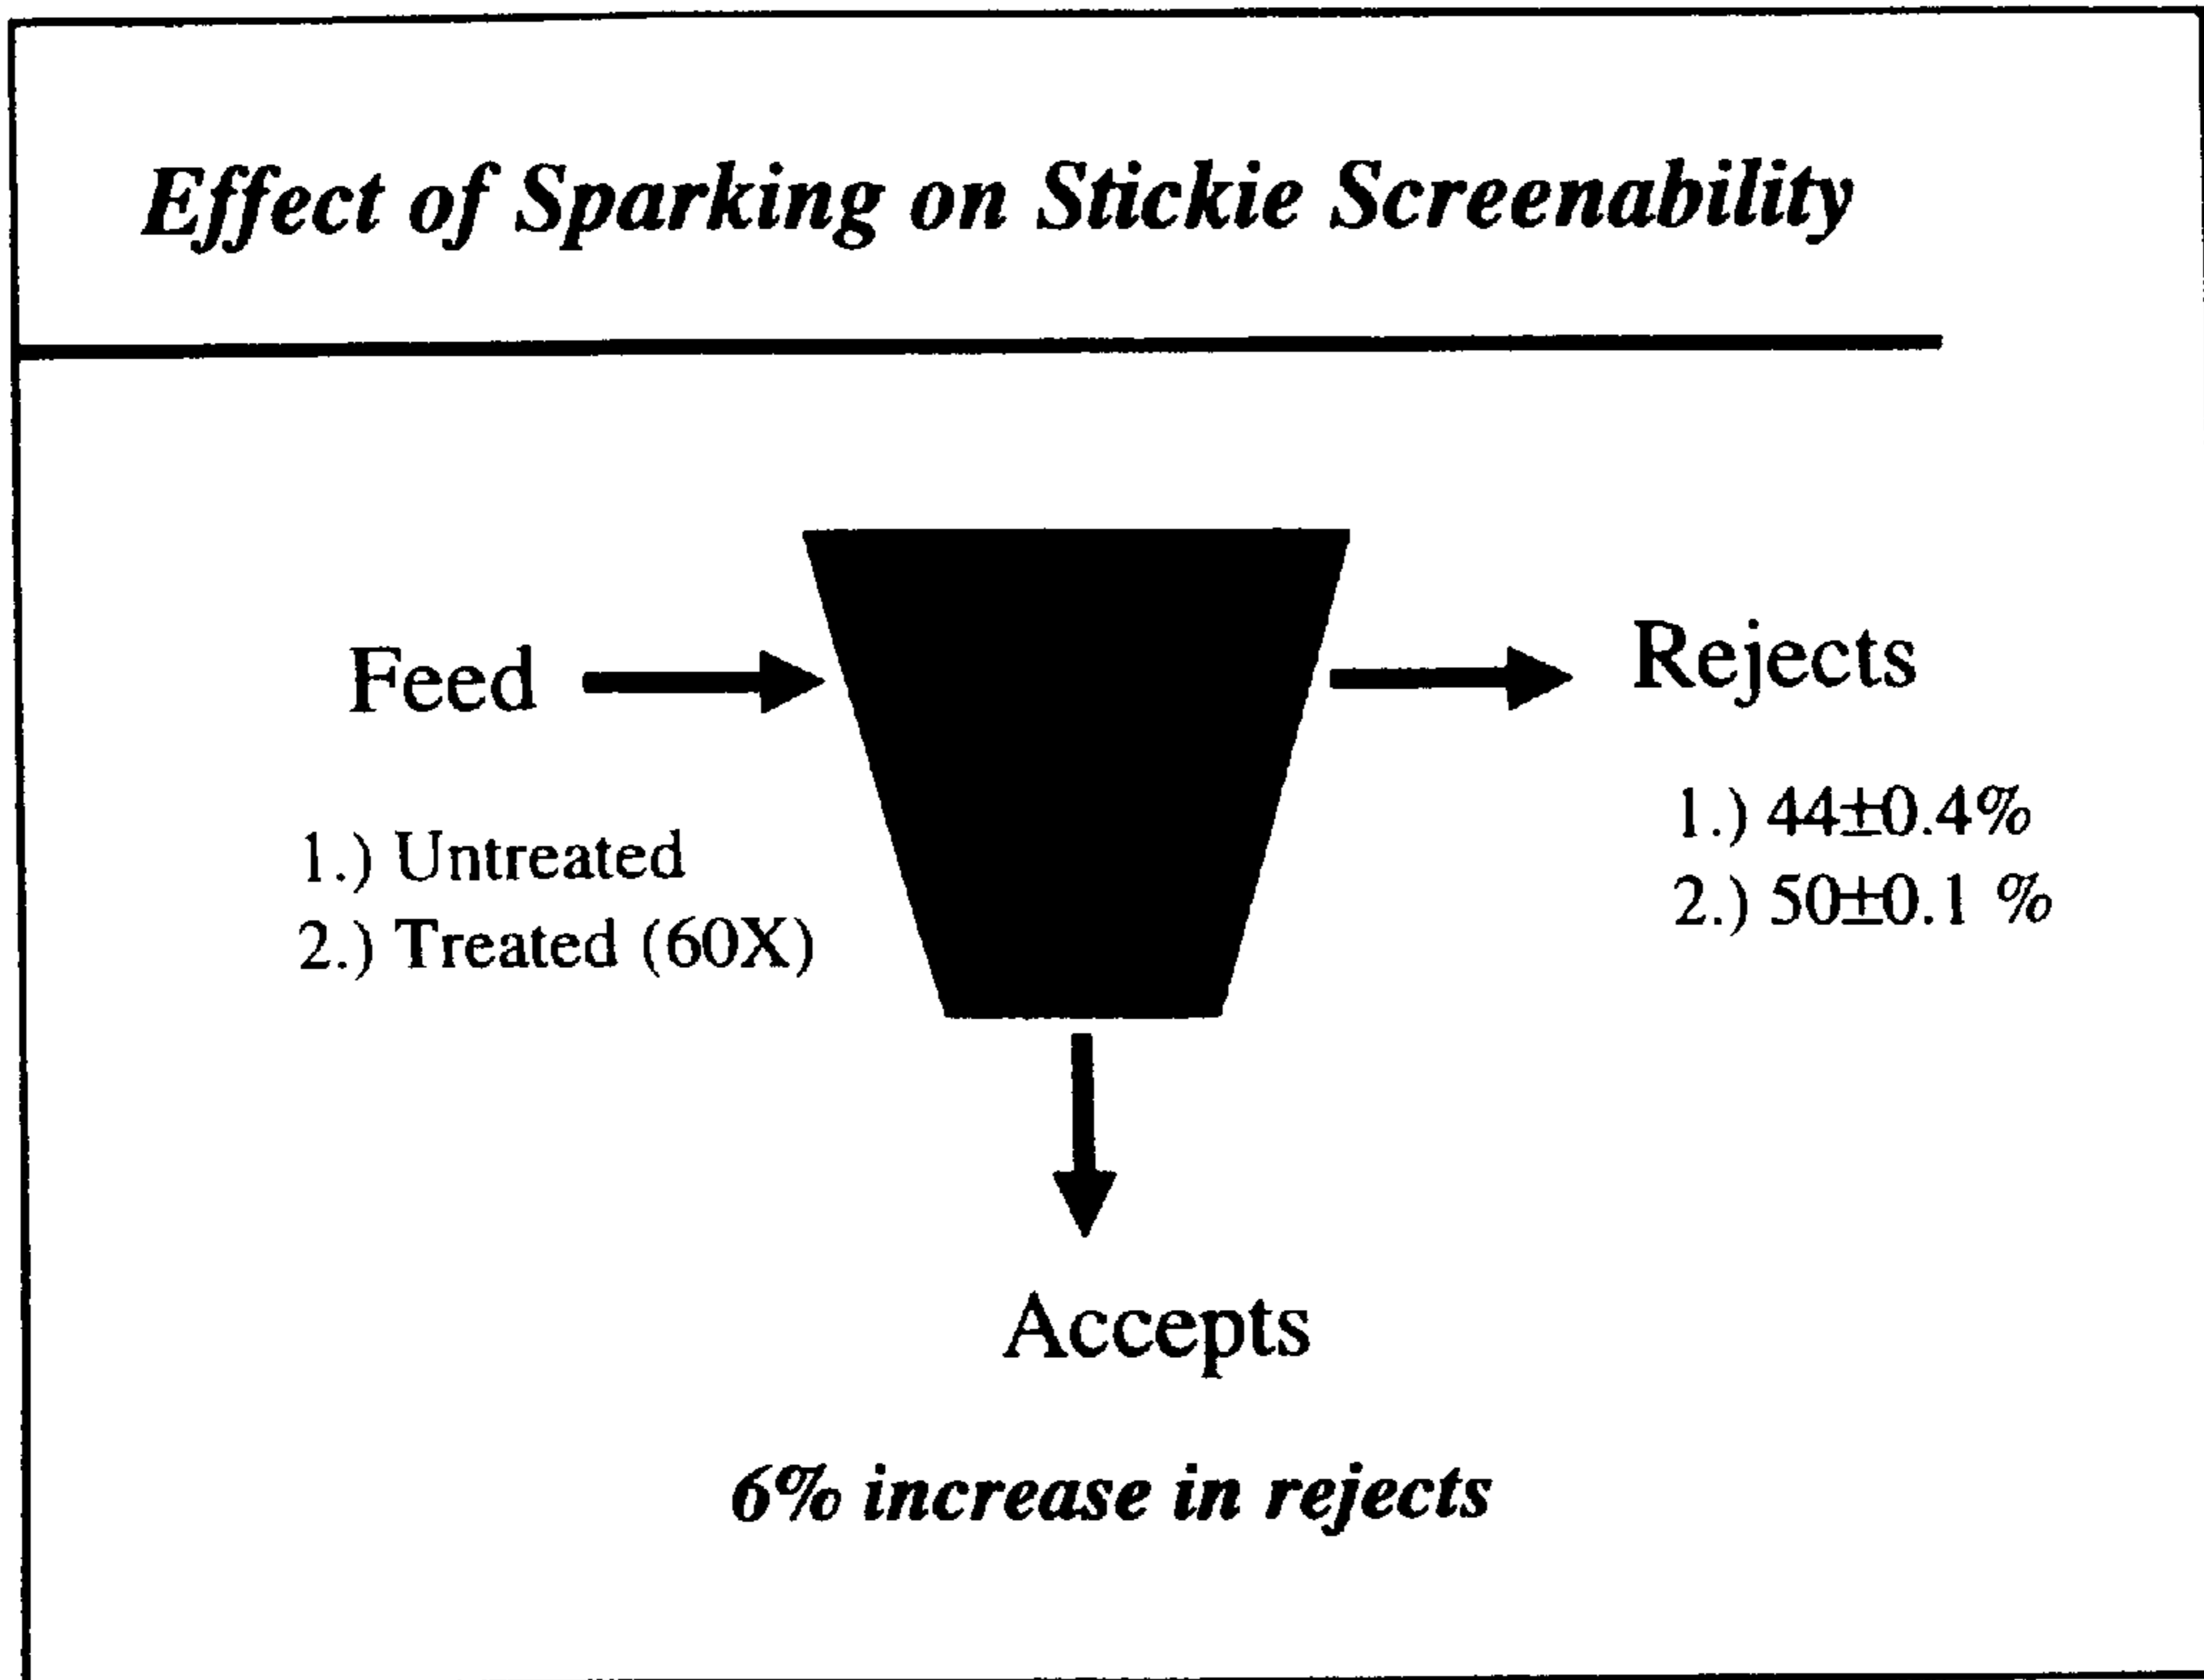 Effect of Sparking on Stickie Screenability
Feed
Rejects
1.) Untreated
2.) Treated (60X)
1.) 44±0.4%
2.) 50±0.1 %
Accepts
6% increase in rejects